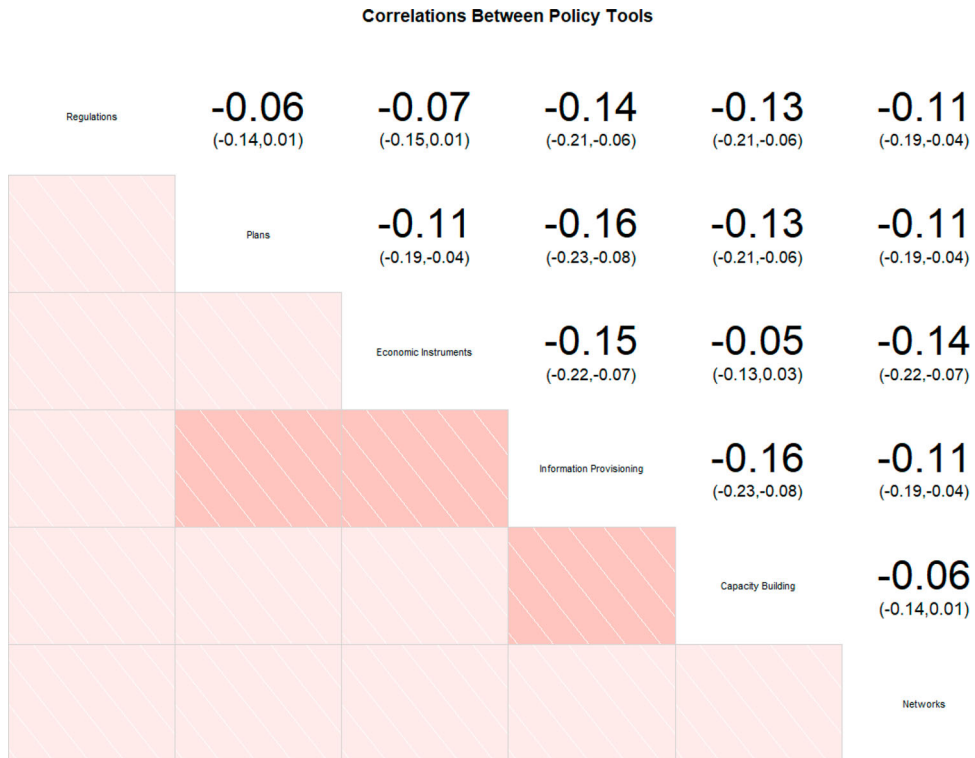 Correlations Between Policy Tools
Regulations -0.06 -0.07 -0.14 -0.13 -0.11
(-0.14,0.01) (-0.15,0.01) (-0.21,-0.06) (-0.21,-0.06) (-0.19,-0.04)
Plans -0.11 -0.16 -0.13 -0.11
(-0.19,-0.04) (-0.23,-0.08) (-0.21,-0.06) (-0.19,-0.04)
Economic Instruments -0.15 -0.05 -0.14
(-0.22,-0.07) (-0.13,0.03) (-0.22,-0.07)
Information Provisioning -0.16 -0.11
(-0.23,-0.08) (-0.19,-0.04)
Capacity Building -0.06
(-0.14,0.01)
Networks